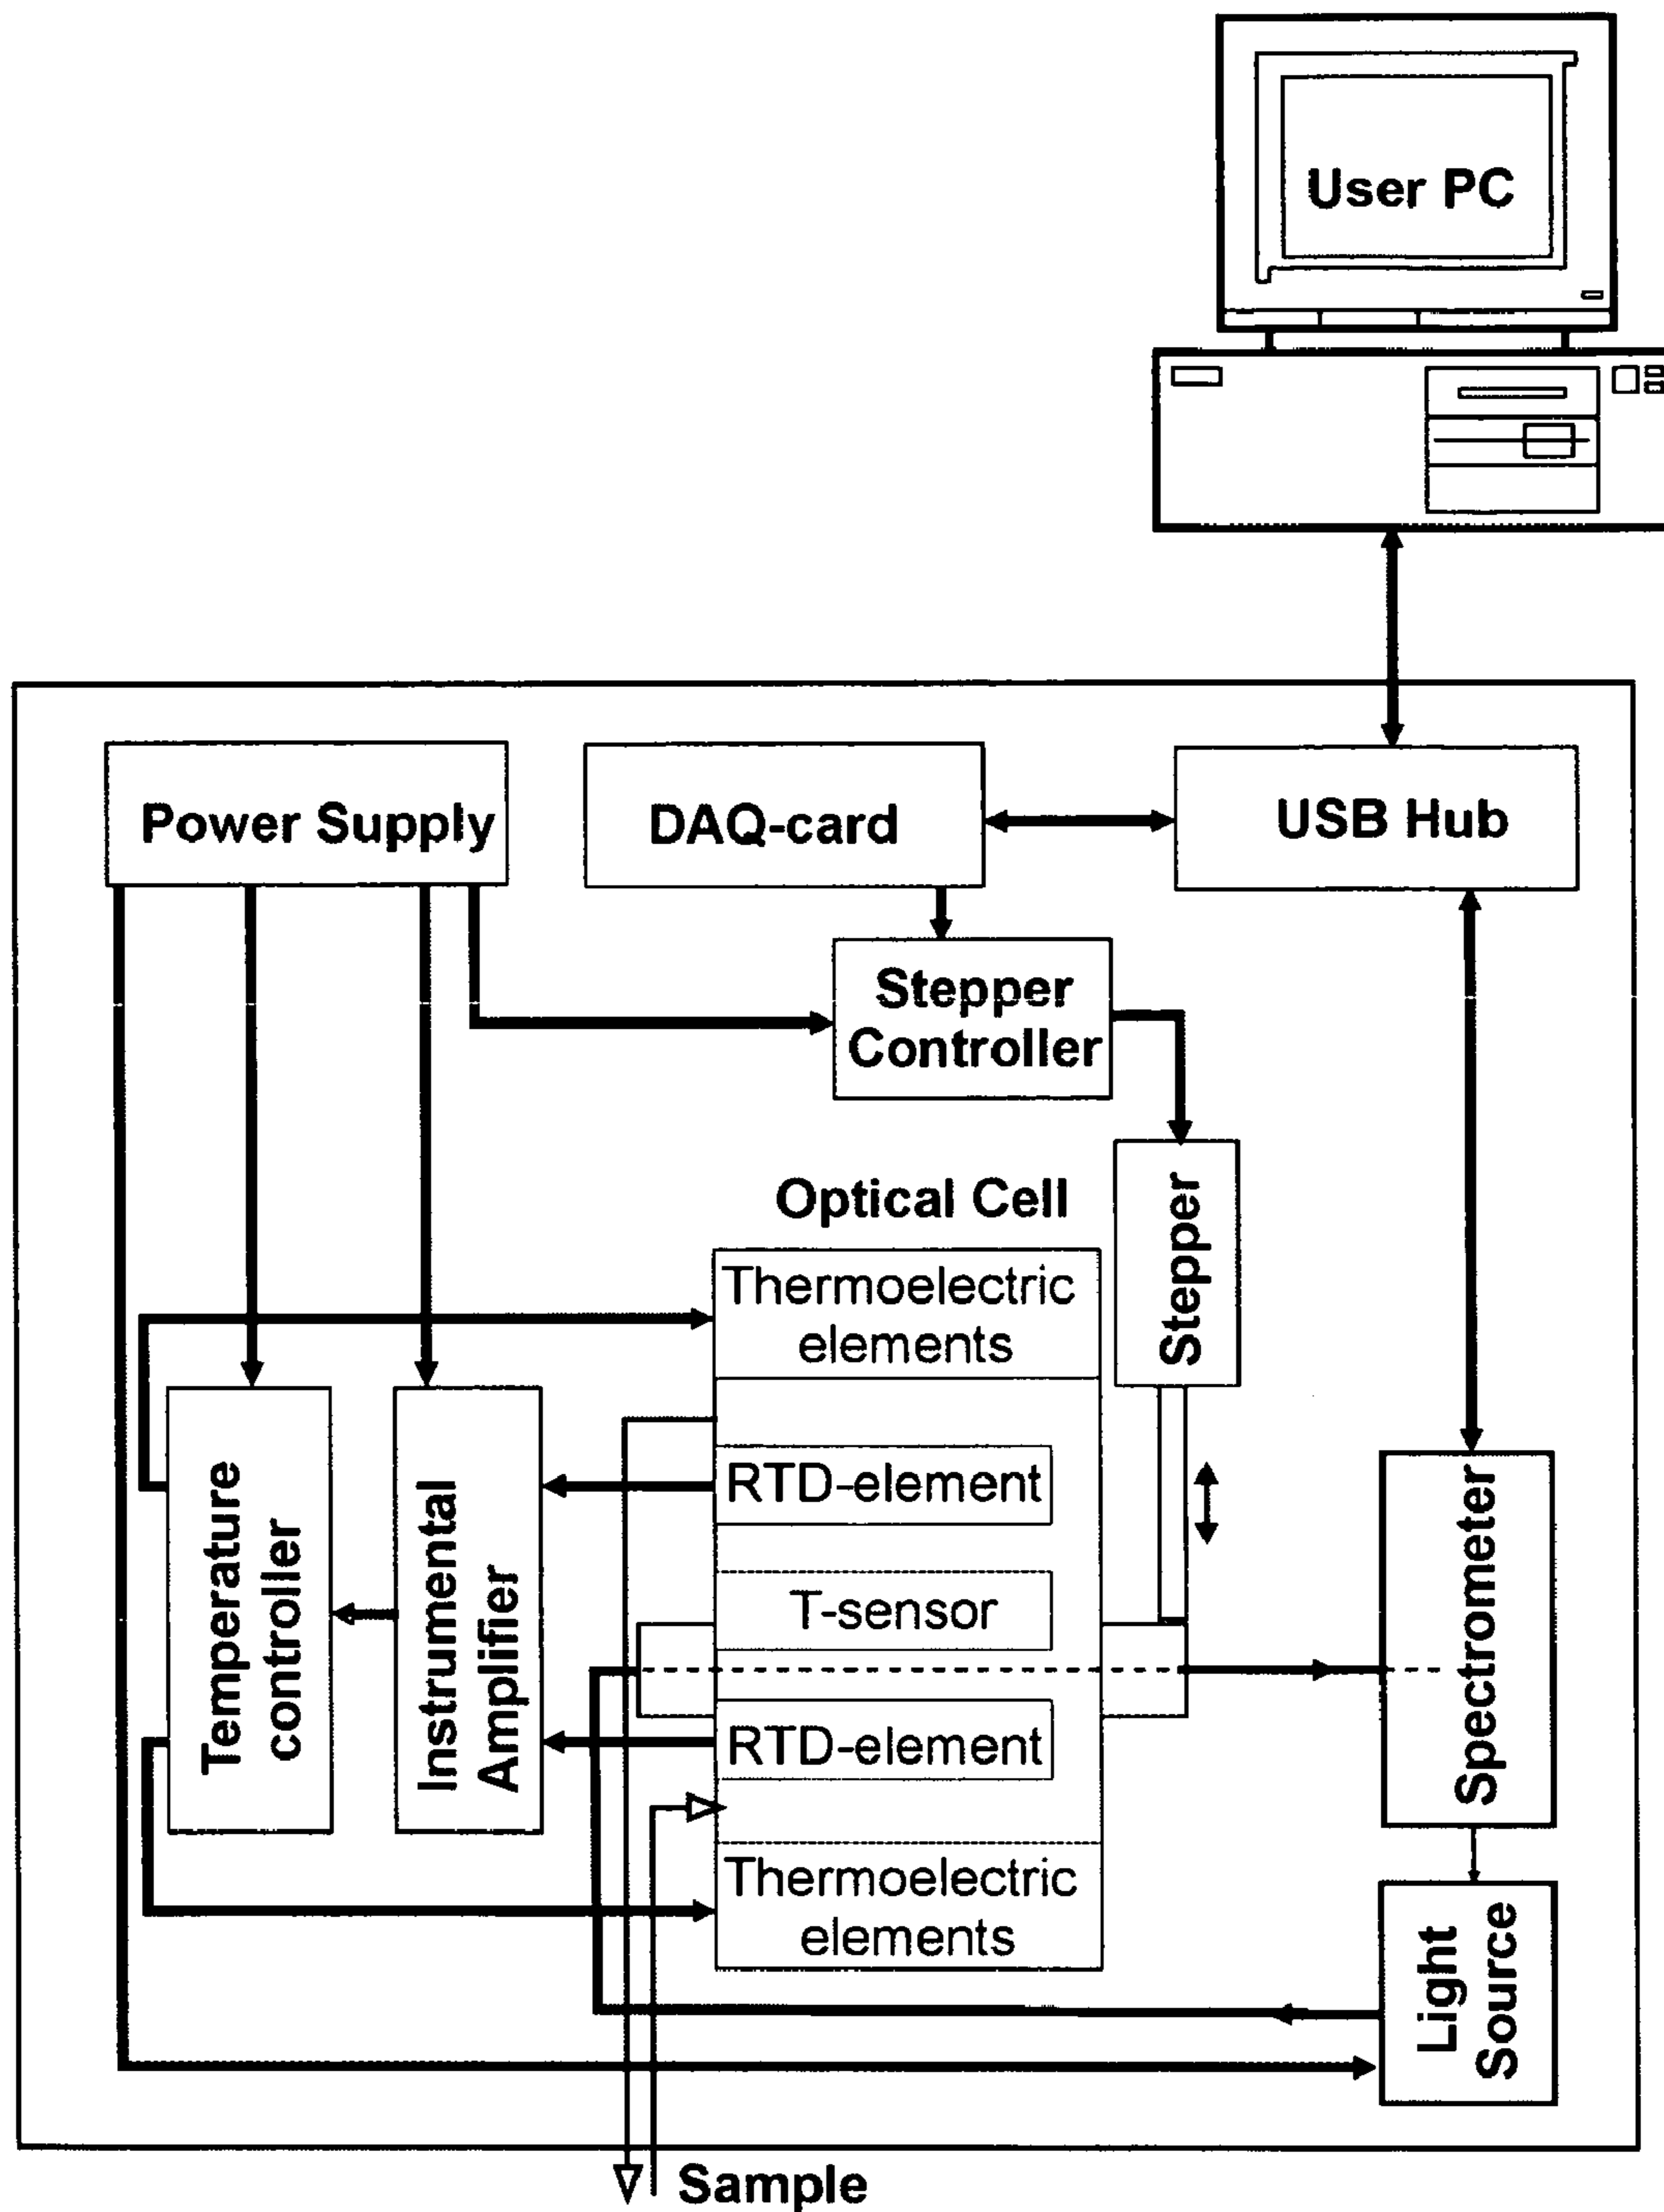 User PC
Power Supply
DAQ-card
USB Hub
Stepper
Controller
Stepper
Optical Cell
Thermoelectric
elements
RTD-element
T-sensor
RTD-element
Thermoelectric
elements
Temperature
controller
Instrumental
Amplifier
Spectrometer
Light
Source
Sample